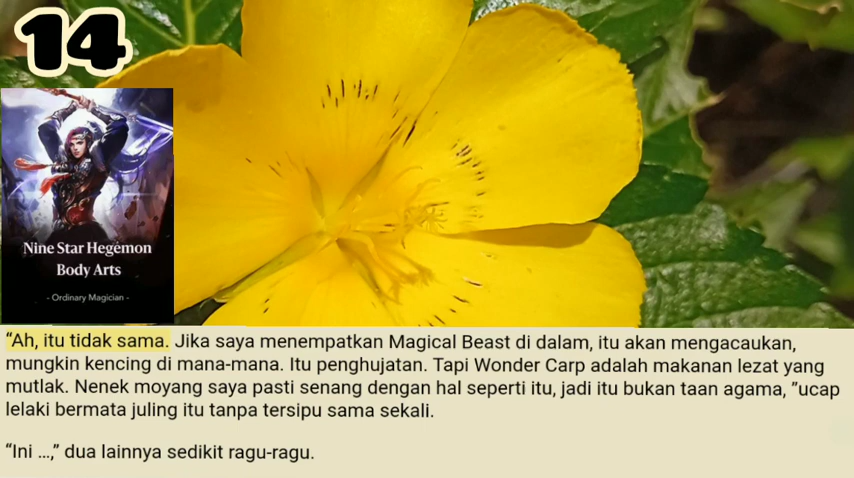 14
Nine Star Hegemon
Body Arts
- Ordinary Magician -
“Ah, itu tidak sama. Jika saya menempatkan Magical Beast di dalam, itu akan mengacaukan,
mungkin kencing di mana-mana. Itu penghujatan. Tapi Wonder Carp adalah makanan lezat yang
mutlak. Nenek moyang saya pasti senang dengan hal seperti itu, jadi itu bukan taan agama, ”ucap
lelaki bermata juling itu tanpa tersipu sama sekali.
“Ini …,” dua lainnya sedikit ragu-ragu.